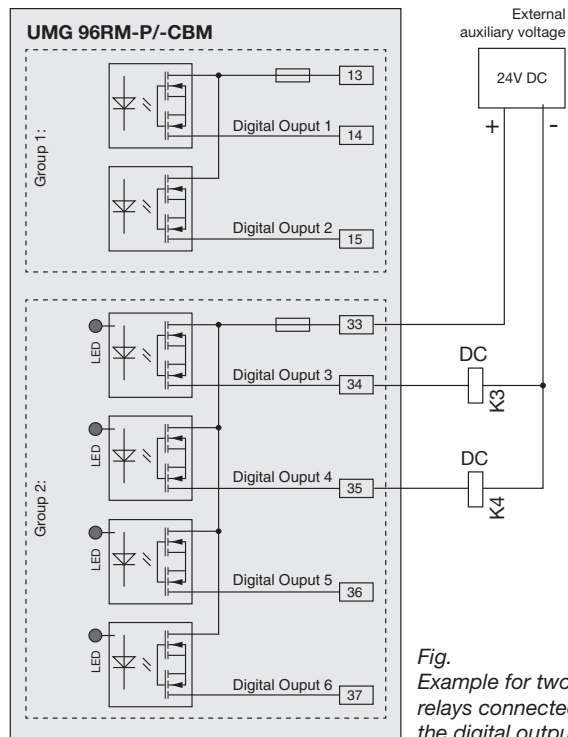 UMG 96RM-P/-CBM
External
auxiliary voltage
24V DC
+ -
Group 1:
13
Digital Ouput 1
14
Digital Ouput 2
15
Group 2:
33
LED
Digital Ouput 3
34
DC
K3
LED
Digital Ouput 4
35
DC
K4
LED
Digital Ouput 5
36
LED
Digital Ouput 6
37
Fig.
Example for two
relays connected
the digital output